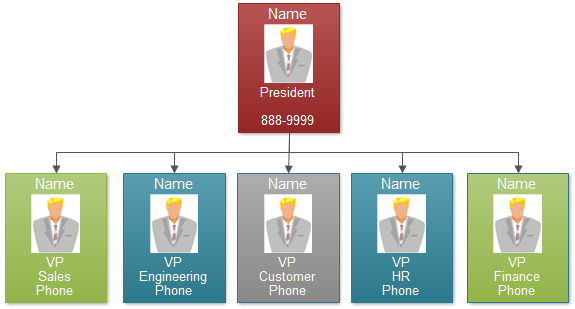 Name
President
888-9999
Name
VP
Sales
Phone
Name
VP
Engineering
Phone
Name
VP
Customer
Phone
Name
VP
HR
Phone
Name
VP
Finance
Phone